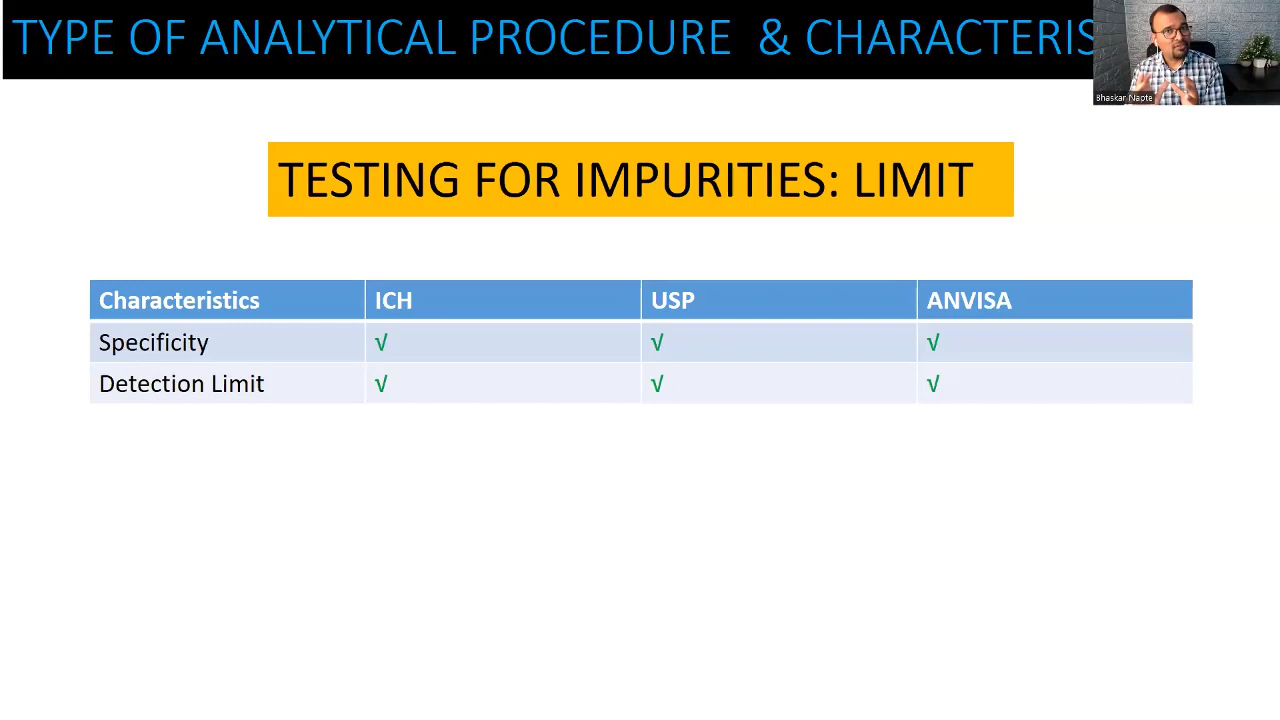 TYPE OF ANALYTICAL PROCEDURE & CHARACTERIS
Bhaskar Napte
TESTING FOR IMPURITIES: LIMIT
Characteristics ICH USP ANVISA
Specificity √ √ √
Detection Limit √ √ √